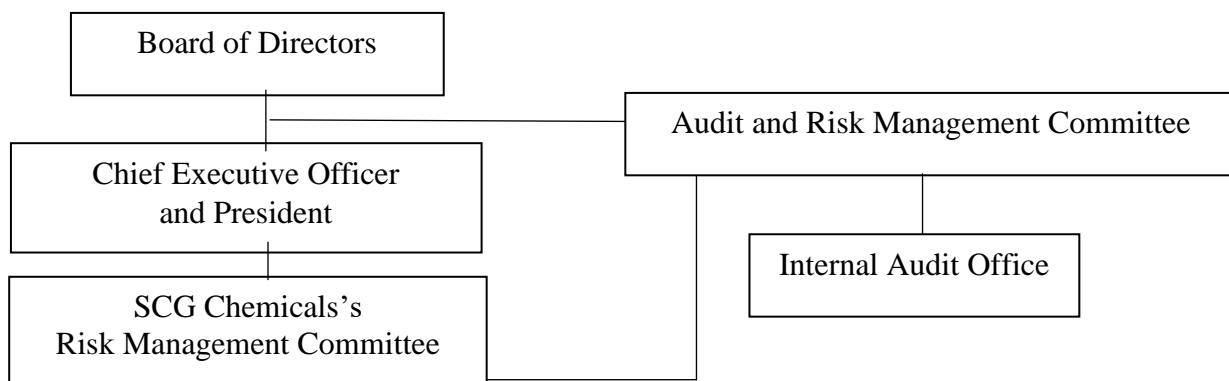 Board of Directors
Audit and Risk Management Committee
Chief Executive Officer
and President
Internal Audit Office
SCG Chemicals’s
Risk Management Committee